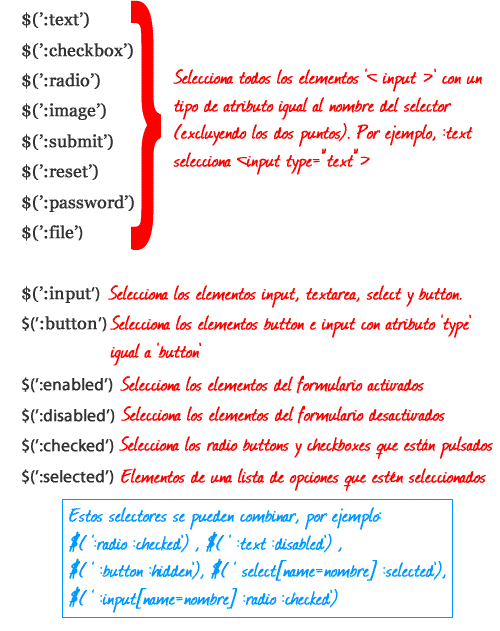 $(':text')
$(':checkbox')
$(':radio')
$(':image')
$(':submit')
$(':reset')
$(':password')
$(':file')
Selecciona todos los elementos '< input >' con un
tipo de atributo igual al nombre del selector
(excluyendo los dos puntos). Por ejemplo, :text
selecciona <input type="text">
$(':input') Selecciona los elementos input, textarea, select y button.
$(':button') Selecciona los elementos button e input con atributo 'type'
igual a 'button'
$(':enabled') Selecciona los elementos del formulario activados
$(':disabled') Selecciona los elementos del formulario desactivados
$(':checked') Selecciona los radio buttons y checkboxes que están pulsados
$(':selected') Elementos de una lista de opciones que estén seleccionados
Estos selectores se pueden combinar, por ejemplo:
$( ':radio :checked') , $( ' :text :disabled') ,
$( ' :button :hidden'), $( ' select[name=nombre] :selected'),
$( ' :input[name=nombre] :radio :checked')